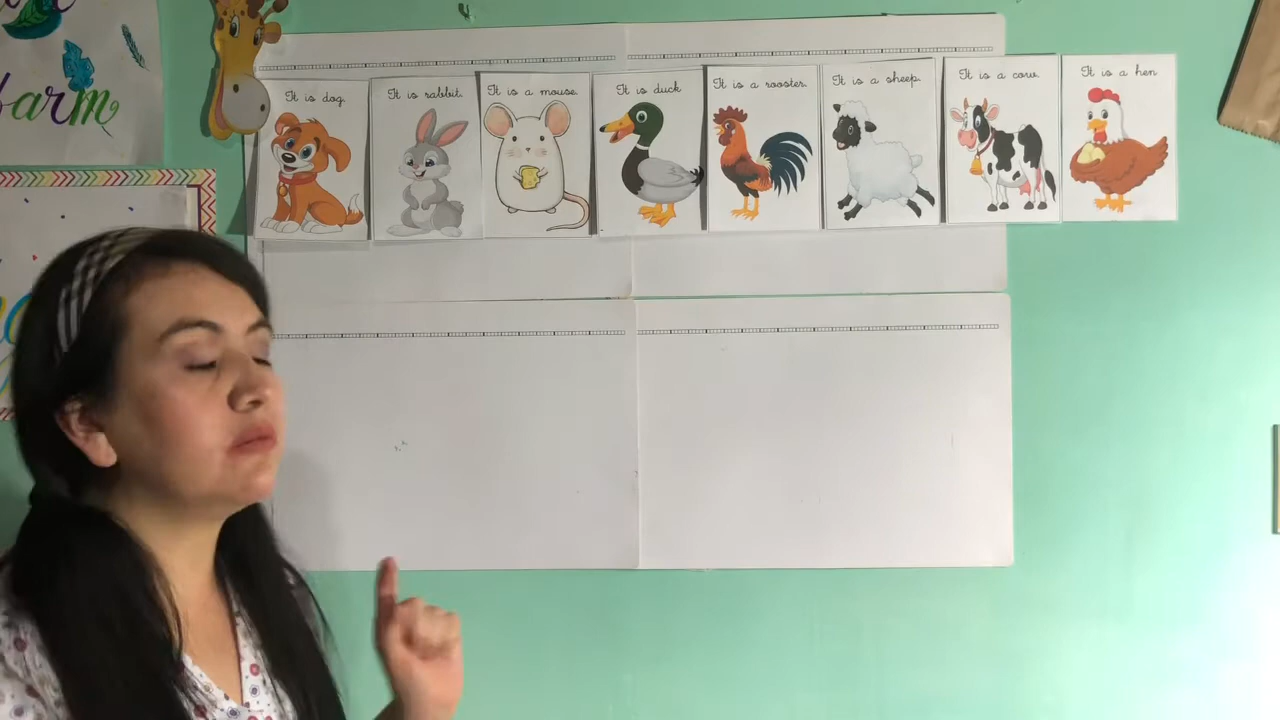 farm
It is dog.
It is rabbit.
It is a mouse.
It is duck
It is a rooster.
It is a sheep.
It is a cow.
It is a hen